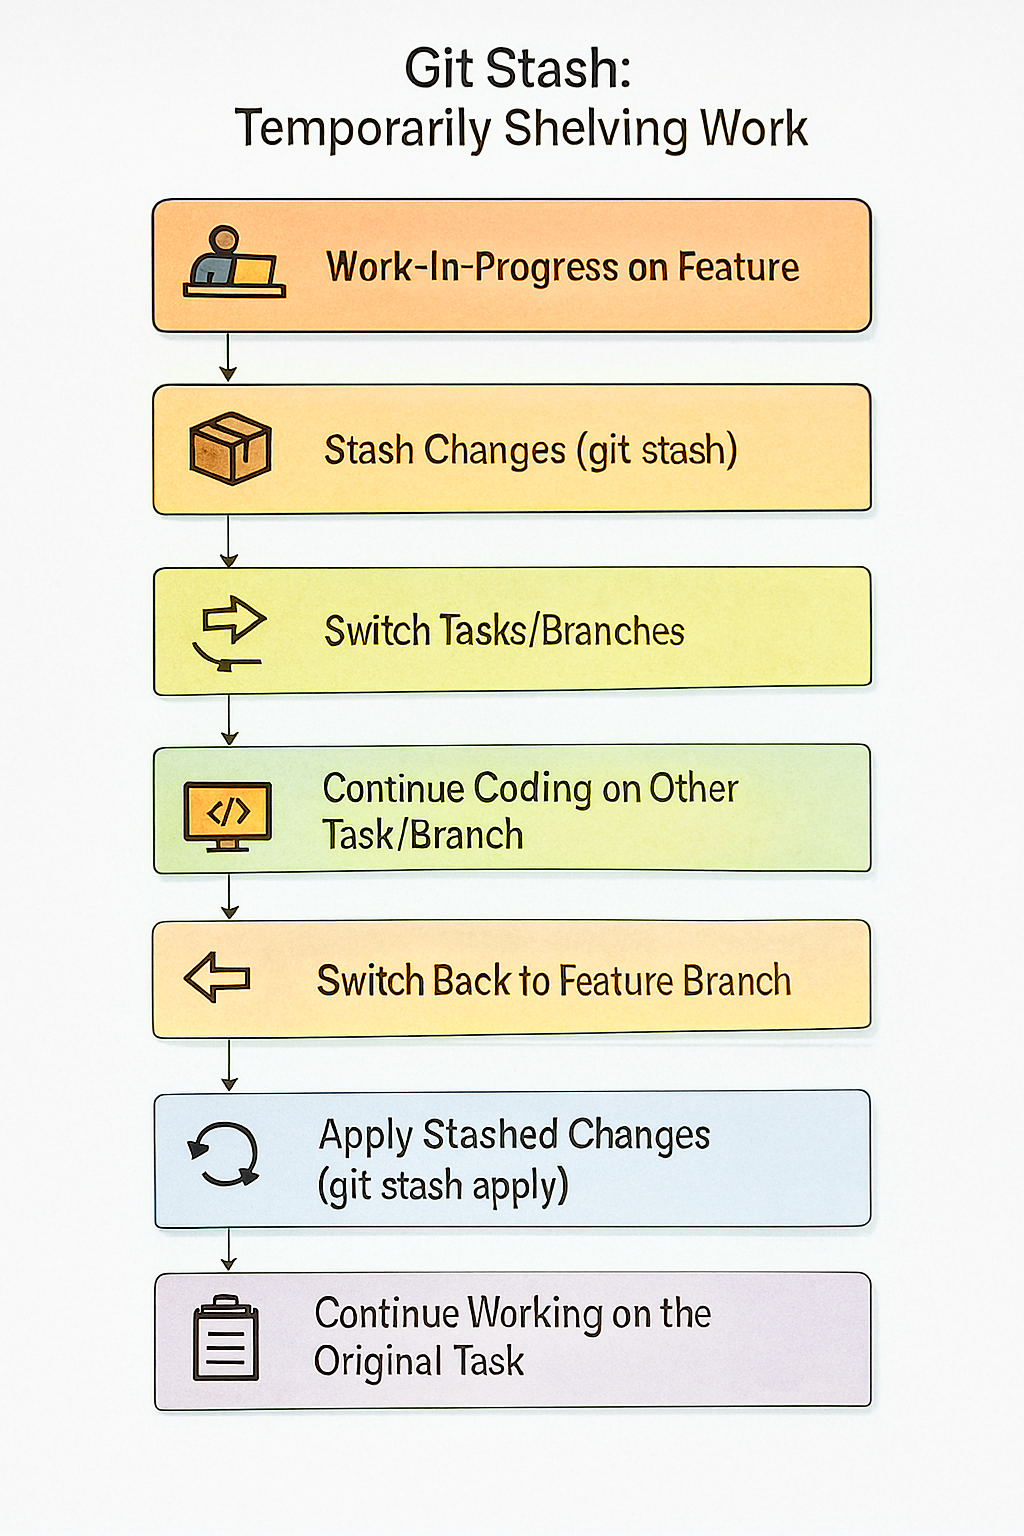 Git Stash:
Temporarily Shelving Work
Work-In-Progress on Feature
Stash Changes (git stash)
Switch Tasks/Branches
</>
Continue Coding on Other
Task/Branch
Switch Back to Feature Branch
Apply Stashed Changes
(git stash apply)
Continue Working on the
Original Task